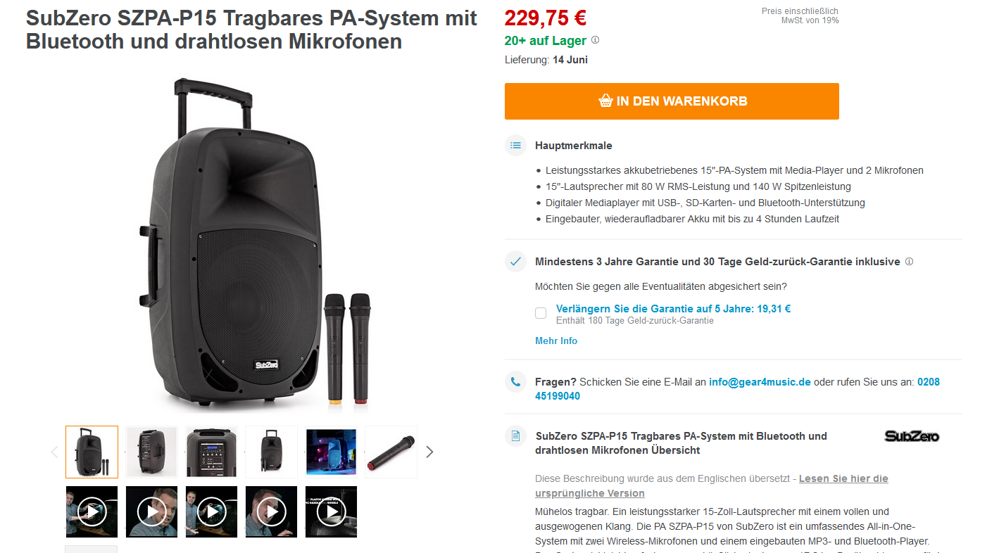 SubZero SZPA-P15 Tragbares PA-System mit
Bluetooth und drahtlosen Mikrofonen
SubZero
229,75 €
Preis einschließlich
MwSt. von 19%
20+ auf Lager
Lieferung: 14 Juni
IN DEN WARENKORB
Hauptmerkmale
• Leistungsstarkes akkubetriebenes 15"-PA-System mit Media-Player und 2 Mikrofonen
• 15"-Lautsprecher mit 80 W RMS-Leistung und 140 W Spitzenleistung
• Digitaler Mediaplayer mit USB-, SD-Karten- und Bluetooth-Unterstützung
• Eingebauter, wiederaufladbarer Akku mit bis zu 4 Stunden Laufzeit
Mindestens 3 Jahre Garantie und 30 Tage Geld-zurück-Garantie inklusive
Möchten Sie gegen alle Eventualitäten abgesichert sein?
Verlängern Sie die Garantie auf 5 Jahre: 19,31 €
Enthält 180 Tage Geld-zurück-Garantie
Mehr Info
Fragen? Schicken Sie eine E-Mail an info@gear4music.de oder rufen Sie uns an: 0208
45199040
SubZero SZPA-P15 Tragbares PA-System mit Bluetooth und
drahtlosen Mikrofonen Übersicht
SubZero
Diese Beschreibung wurde aus dem Englischen übersetzt - Lesen Sie hier die
ursprüngliche Version
Mühelos tragbar. Ein leistungsstarker 15-Zoll-Lautsprecher mit einem vollen und
ausgewogenen Klang. Die PA SZPA-P15 von SubZero ist ein umfassendes All-in-One-
System mit zwei Wireless-Mikrofonen und einem eingebauten MP3- und Bluetooth-Player.